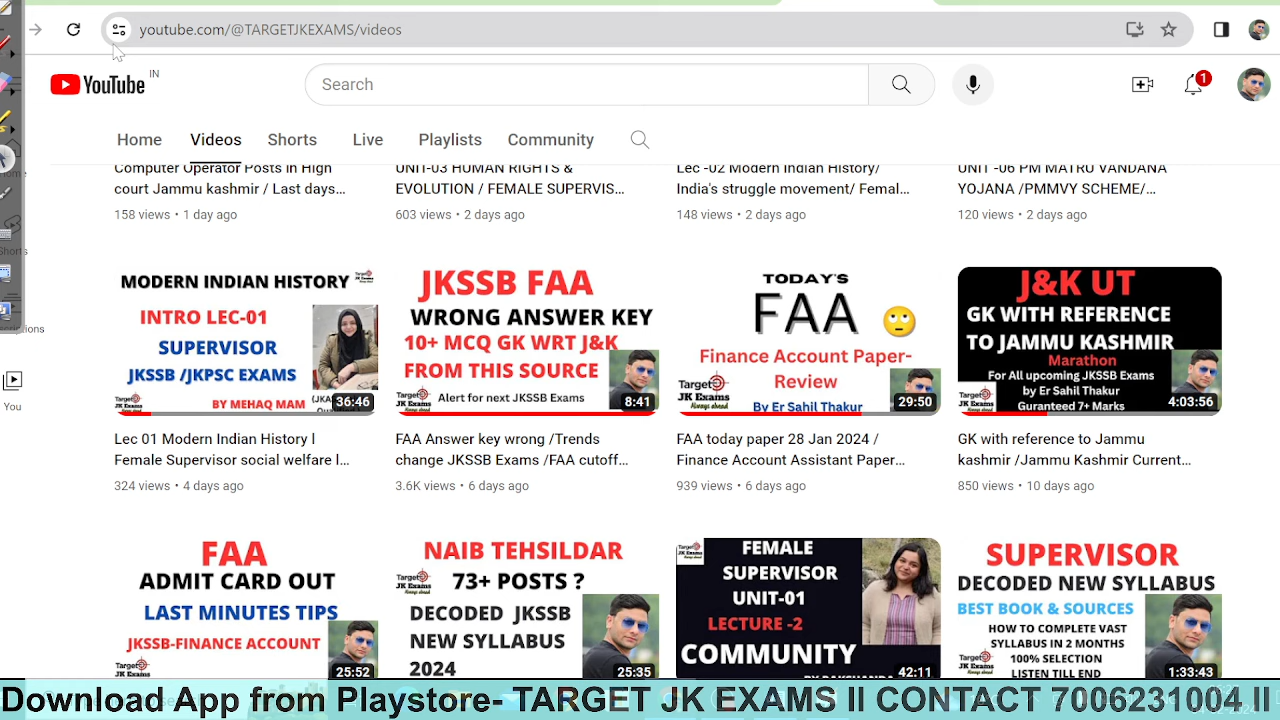 youtube.com/@TARGETJKEXAMS/videos
YouTube IN
Search
1
Home Videos Shorts Live Playlists Community
Computer Operator Posts in High
court Jammu kashmir / Last days...
158 views • 1 day ago
UNIT-03 HUMAN RIGHTS &
EVOLUTION / FEMALE SUPERVIS...
603 views • 2 days ago
Lec -02 Modern Indian History/
India's struggle movement/ Femal...
148 views • 2 days ago
UNIT -06 PM MATRU VANDANA
YOJANA /PMMVY SCHEME/...
120 views • 2 days ago
MODERN INDIAN HISTORY
INTRO LEC-01
SUPERVISOR
JKSSB /JKPSC EXAMS
BY MEHAQ MAM
36:46
Lec 01 Modern Indian History l
Female Supervisor social welfare l...
324 views • 4 days ago
JKSSB FAA
WRONG ANSWER KEY
10+ MCQ GK WRT J&K
FROM THIS SOURCE
Target
JK Exams
Always ahead
Alert for next JKSSB Exams
8:41
FAA Answer key wrong /Trends
change JKSSB Exams /FAA cutoff...
3.6K views • 6 days ago
TODAY'S
FAA
Finance Account Paper-
Review
Target
JK Exams
Always ahead
By Er Sahil Thakur
29:50
FAA today paper 28 Jan 2024 /
Finance Account Assistant Paper...
939 views • 6 days ago
J&K UT
GK WITH REFERENCE
TO JAMMU KASHMIR
Marathon
For All upcoming JKSSB Exams
by Er Sahil Thakur
Guranteed 7+ Marks
Target
JK Exams
4:03:56
GK with reference to Jammu
kashmir /Jammu Kashmir Current...
850 views • 10 days ago
FAA
ADMIT CARD OUT
LAST MINUTES TIPS
JKSSB-FINANCE ACCOUNT
Target
JK Exams
25:52
NAIB TEHSILDAR
73+ POSTS ?
Target
JK Exams
Always ahead
DECODED JKSSB
NEW SYLLABUS
2024
25:35
FEMALE
SUPERVISOR
UNIT-01
LECTURE -2
COMMUNITY
42:11
SUPERVISOR
DECODED NEW SYLLABUS
BEST BOOK & SOURCES
HOW TO COMPLETE VAST
SYLLABUS IN 2 MONTHS
100% SELECTION
LISTEN TILL END
Target
JK Exams
1:33:43
You
Download App from Playstore- TARGET JK EXAMS II CONTACT 7006231004 II